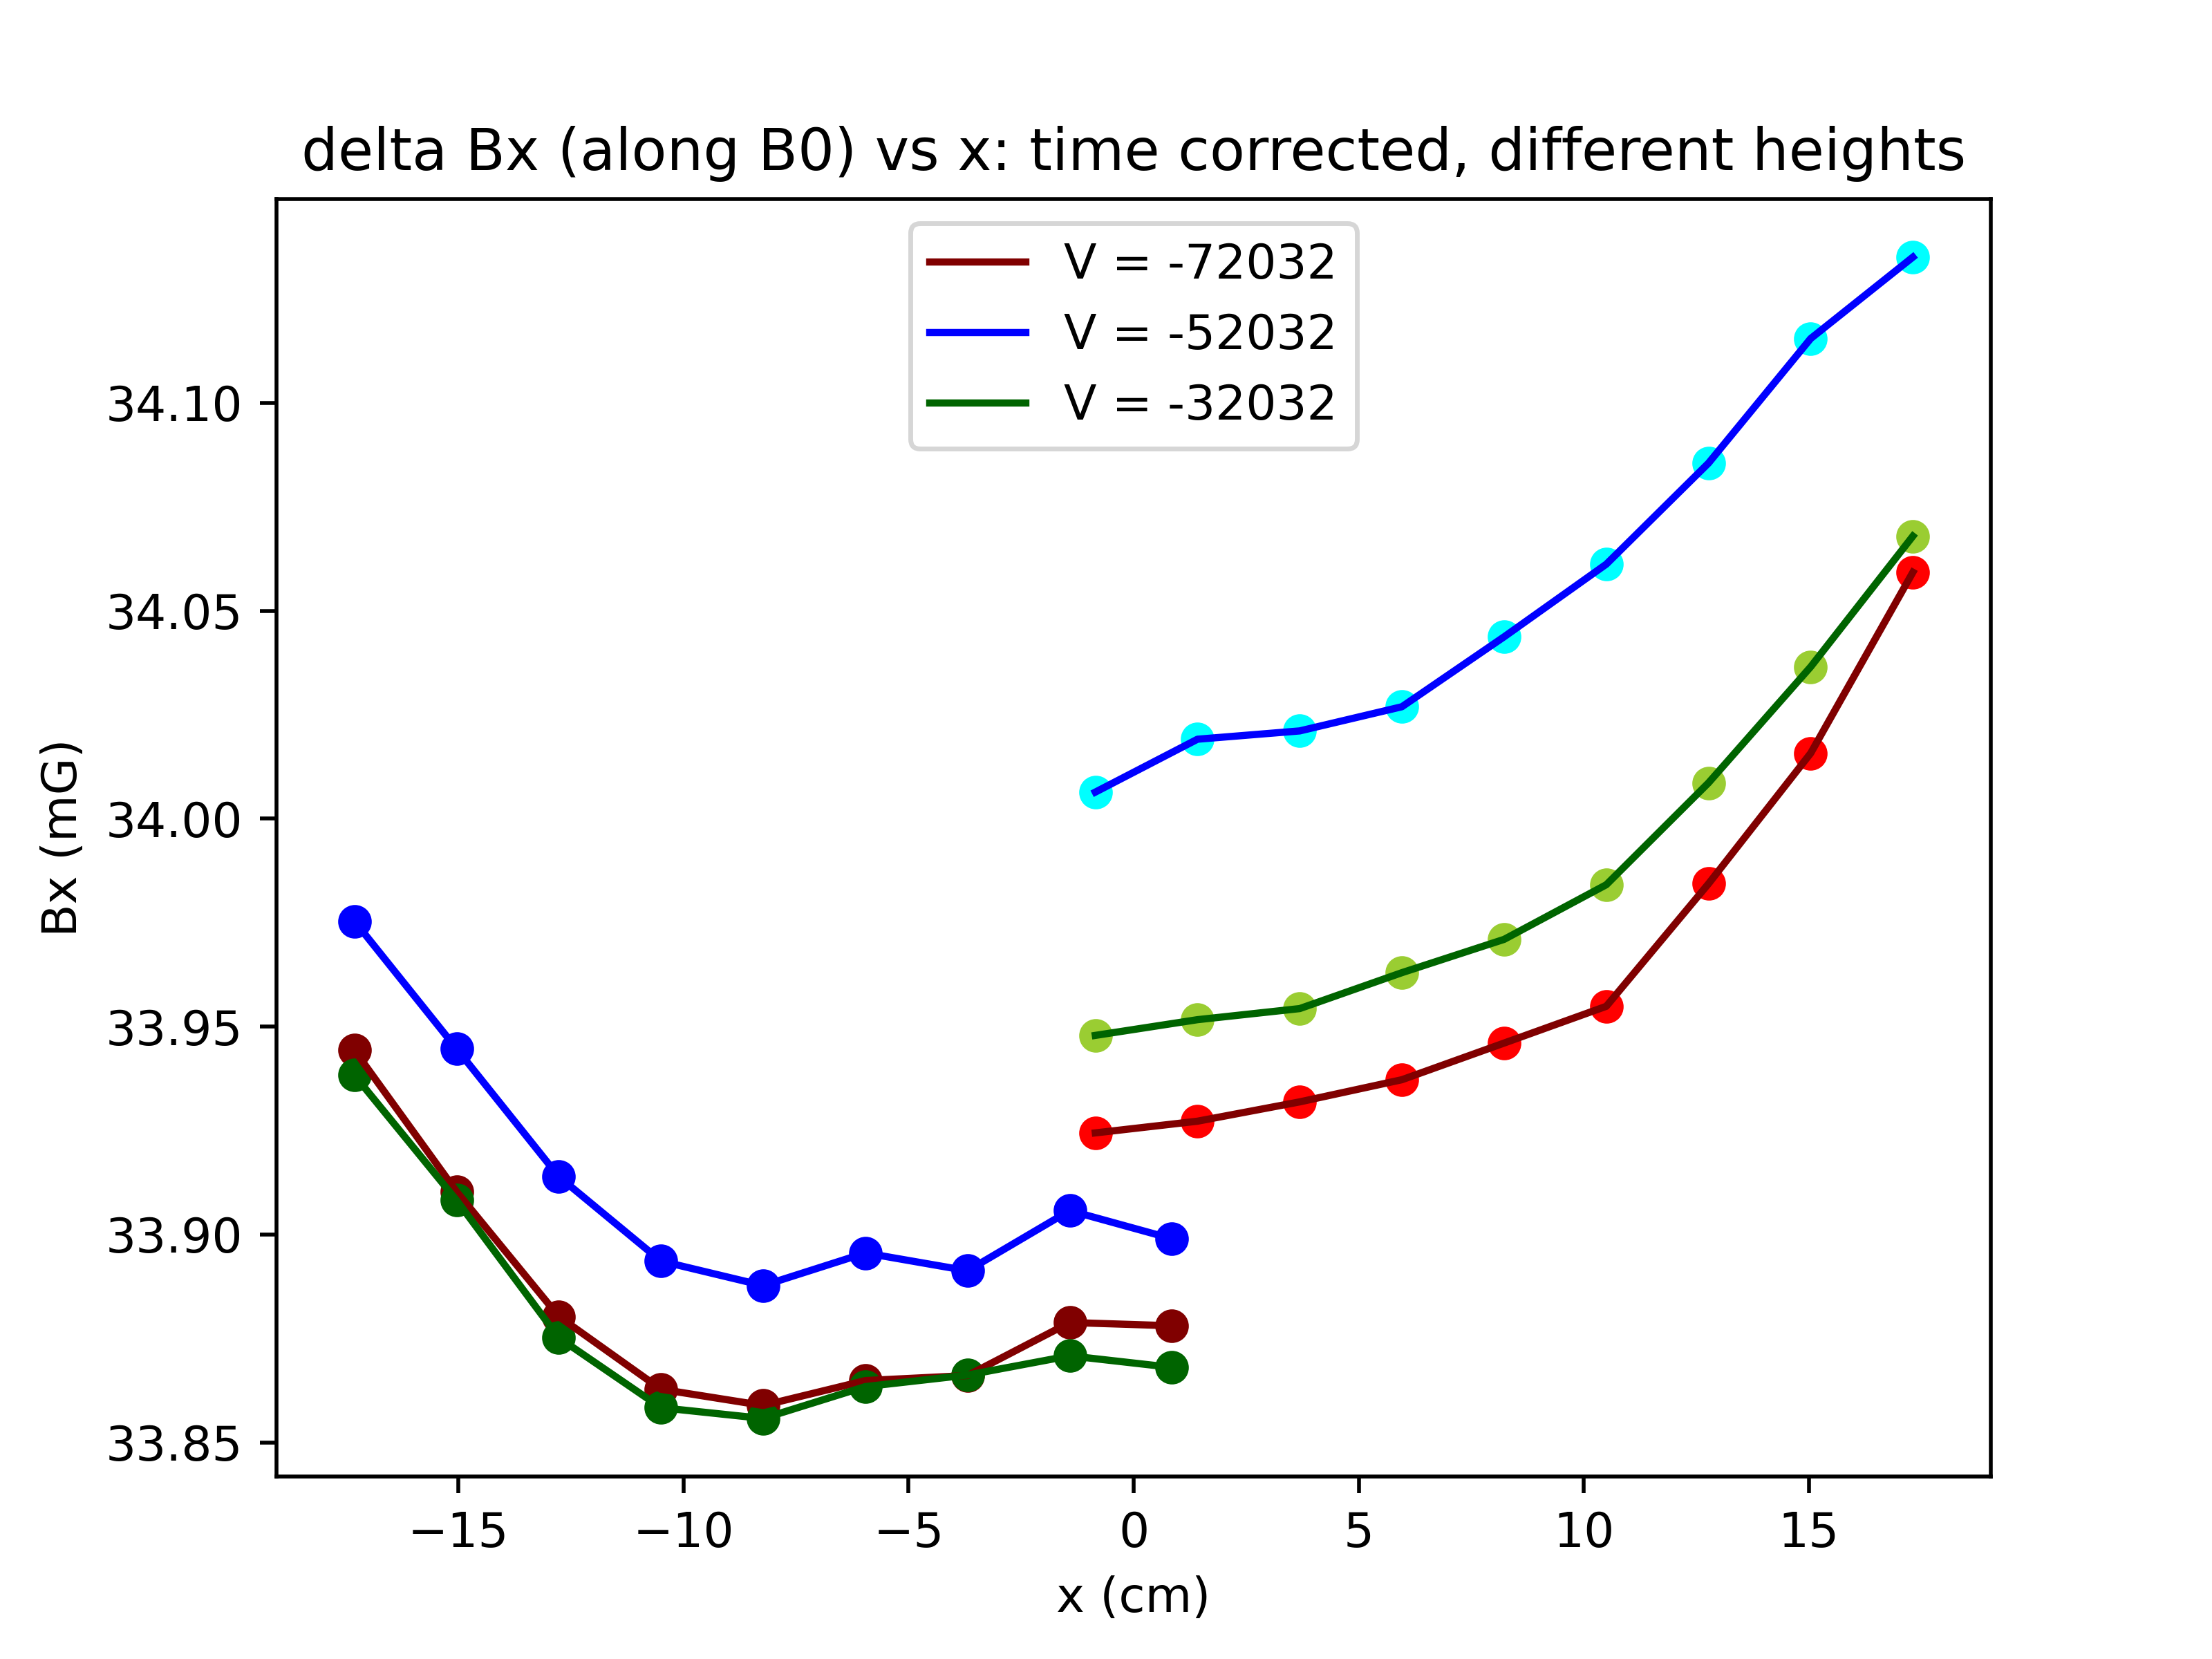 delta Bx (along B0) vs x: time corrected, different heights
V = -72032
V = -52032
V = -32032
34.10
34.05
34.00
33.95
33.90
33.85
Bx (mG)
−15 −10 −5 0 5 10 15
x (cm)